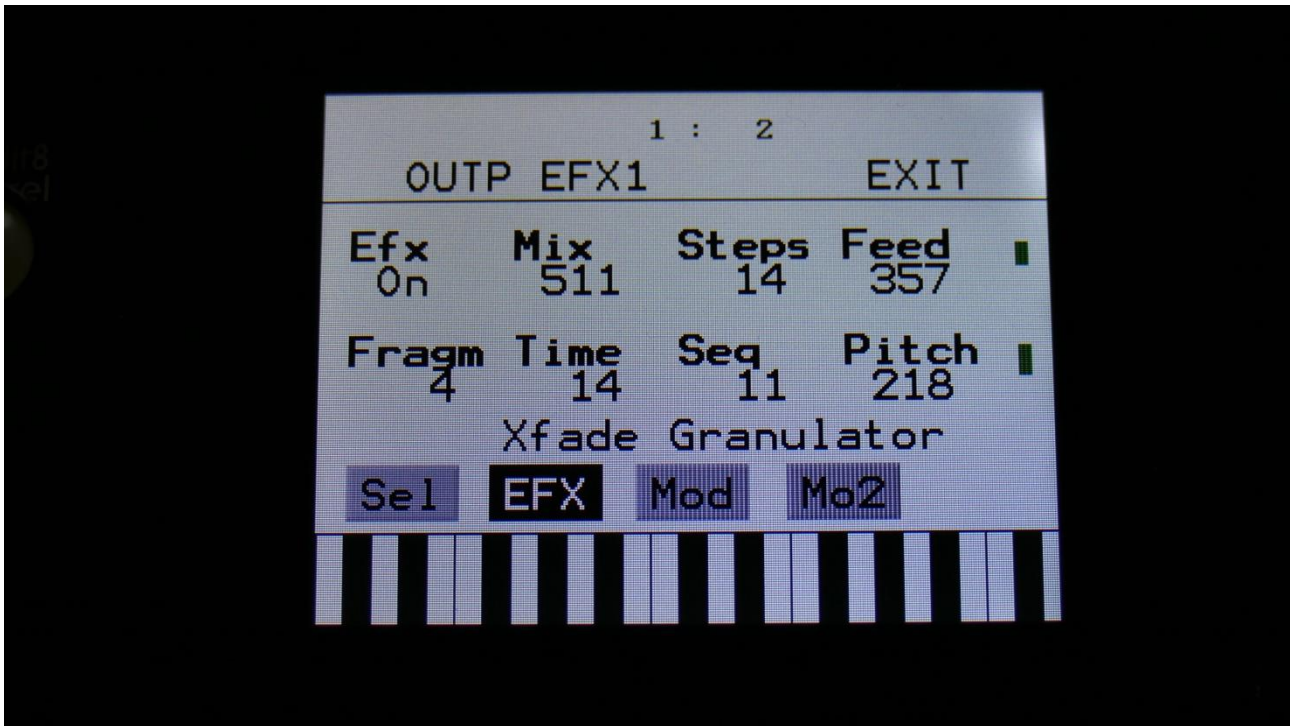 1 : 2
OUTP EFX1 EXIT
Efx Mix Steps Feed
On 511 14 357
Fragm Time Seq Pitch
4 14 11 218
Xfade Granulator
Sel EFX Mod Mo2